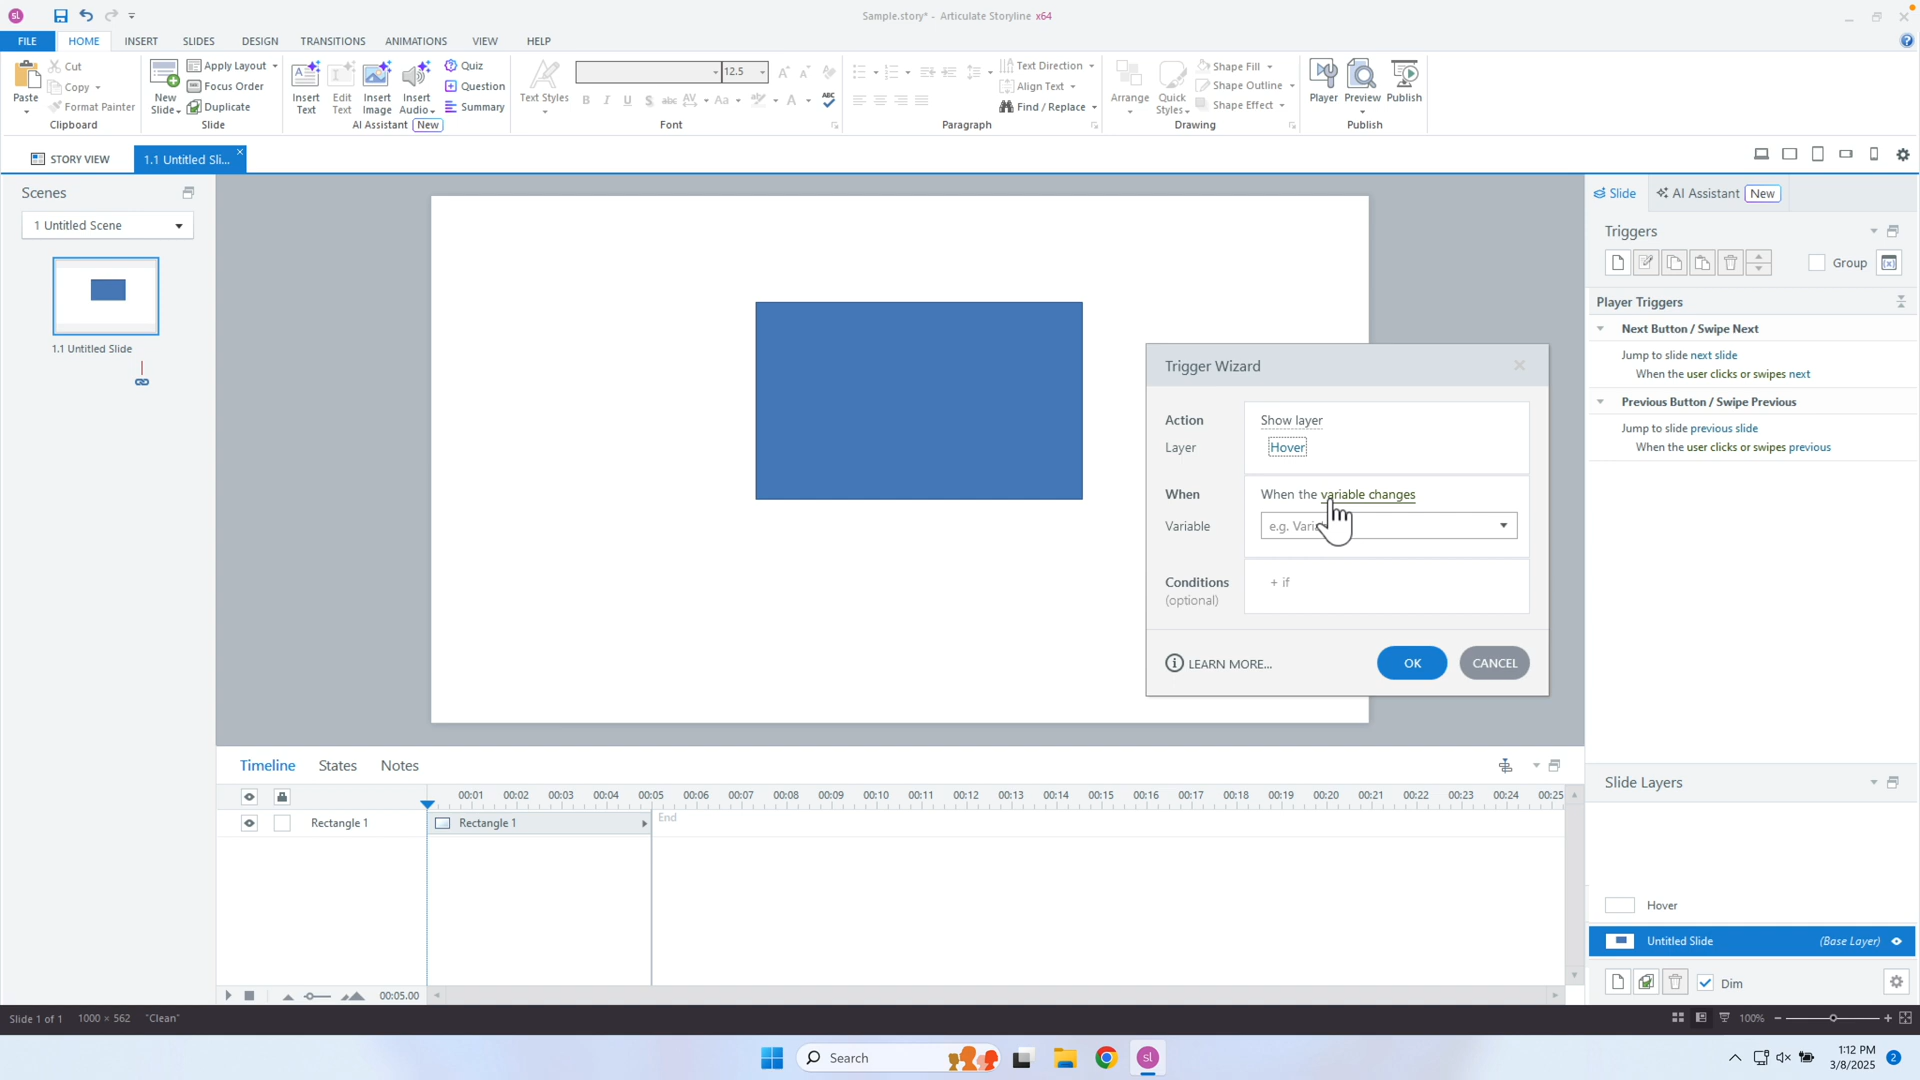 sl
Sample.story* - Articulate Storyline x64
FILE HOME INSERT SLIDES DESIGN TRANSITIONS ANIMATIONS VIEW HELP
Paste
Cut
Copy
Format Painter
Clipboard
New Slide
Apply Layout
Focus Order
Duplicate
Slide
Insert Text
Edit Text
Insert Image
Insert Audio
Quiz
Question
Summary
AI Assistant New
Text Styles
12.5
B I U S abc AV Aa A ABC
Font
Text Direction
Align Text
Find / Replace
Paragraph
Arrange
Quick Styles
Shape Fill
Shape Outline
Shape Effect
Drawing
Player
Preview
Publish
Publish
STORY VIEW
1.1 Untitled Sli...
Scenes
1 Untitled Scene
1.1 Untitled Slide
Trigger Wizard
Action Show layer
Layer Hover
When When the variable changes
Variable e.g. Vari
Conditions + if
(optional)
LEARN MORE...
OK
CANCEL
Slide
AI Assistant New
Triggers
Group
Player Triggers
Next Button / Swipe Next
Jump to slide next slide
When the user clicks or swipes next
Previous Button / Swipe Previous
Jump to slide previous slide
When the user clicks or swipes previous
Timeline States Notes
00:01 00:02 00:03 00:04 00:05 00:06 00:07 00:08 00:09 00:10 00:11 00:12 00:13 00:14 00:15 00:16 00:17 00:18 00:19 00:20 00:21 00:22 00:23 00:24 00:25
Rectangle 1 Rectangle 1 End
00:05.00
Slide Layers
Hover
Untitled Slide (Base Layer)
Dim
Slide 1 of 1 1000 × 562 "Clean"
100%
Search
sl
1:12 PM
3/8/2025
2